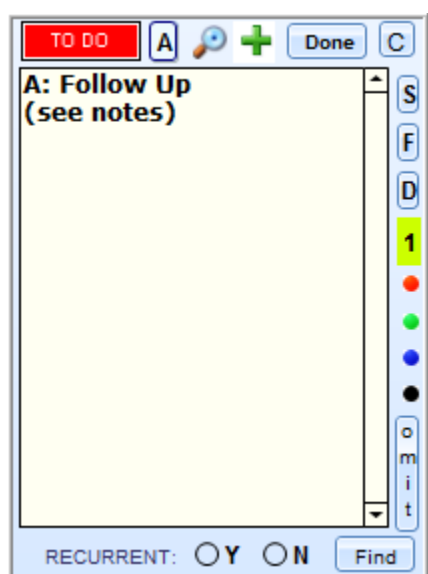 TO DO A Done C
A: Follow Up
(see notes)
S
F
D
1
o
m
i
t
RECURRENT: Y N Find